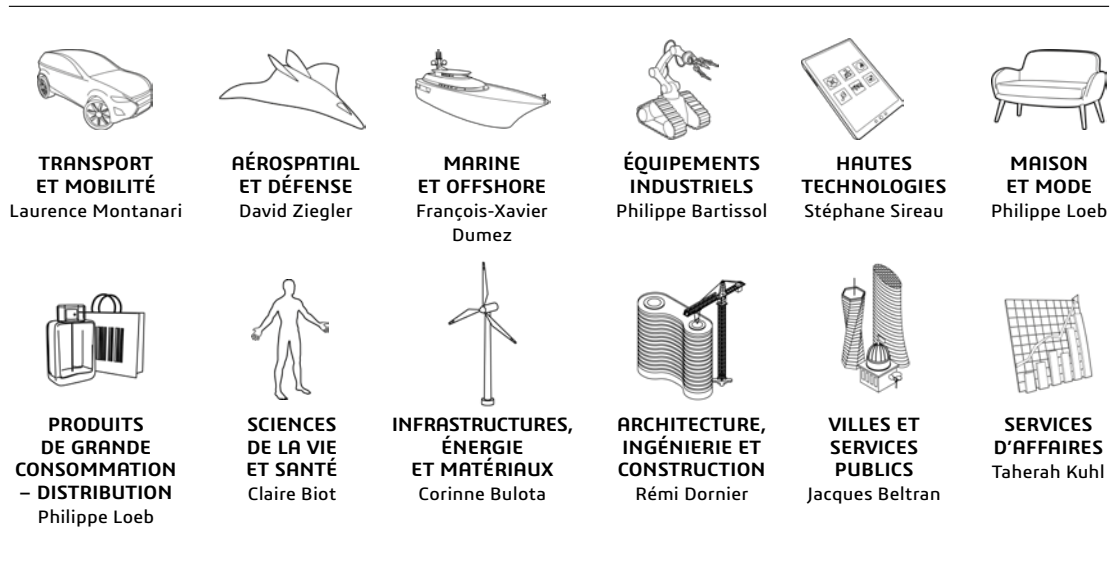 TRANSPORT
ET MOBILITÉ
Laurence Montanari
AÉROSPATIAL
ET DÉFENSE
David Ziegler
MARINE
ET OFFSHORE
François-Xavier
Dumez
ÉQUIPEMENTS
INDUSTRIELS
Philippe Bartissol
HAUTES
TECHNOLOGIES
Stéphane Sireau
MAISON
ET MODE
Philippe Loeb
PRODUITS
DE GRANDE
CONSOMMATION
– DISTRIBUTION
Philippe Loeb
SCIENCES
DE LA VIE
ET SANTÉ
Claire Biot
INFRASTRUCTURES,
ÉNERGIE
ET MATÉRIAUX
Corinne Bulota
ARCHITECTURE,
INGÉNIERIE ET
CONSTRUCTION
Rémi Dornier
VILLES ET
SERVICES
PUBLICS
Jacques Beltran
SERVICES
D'AFFAIRES
Taherah Kuhl